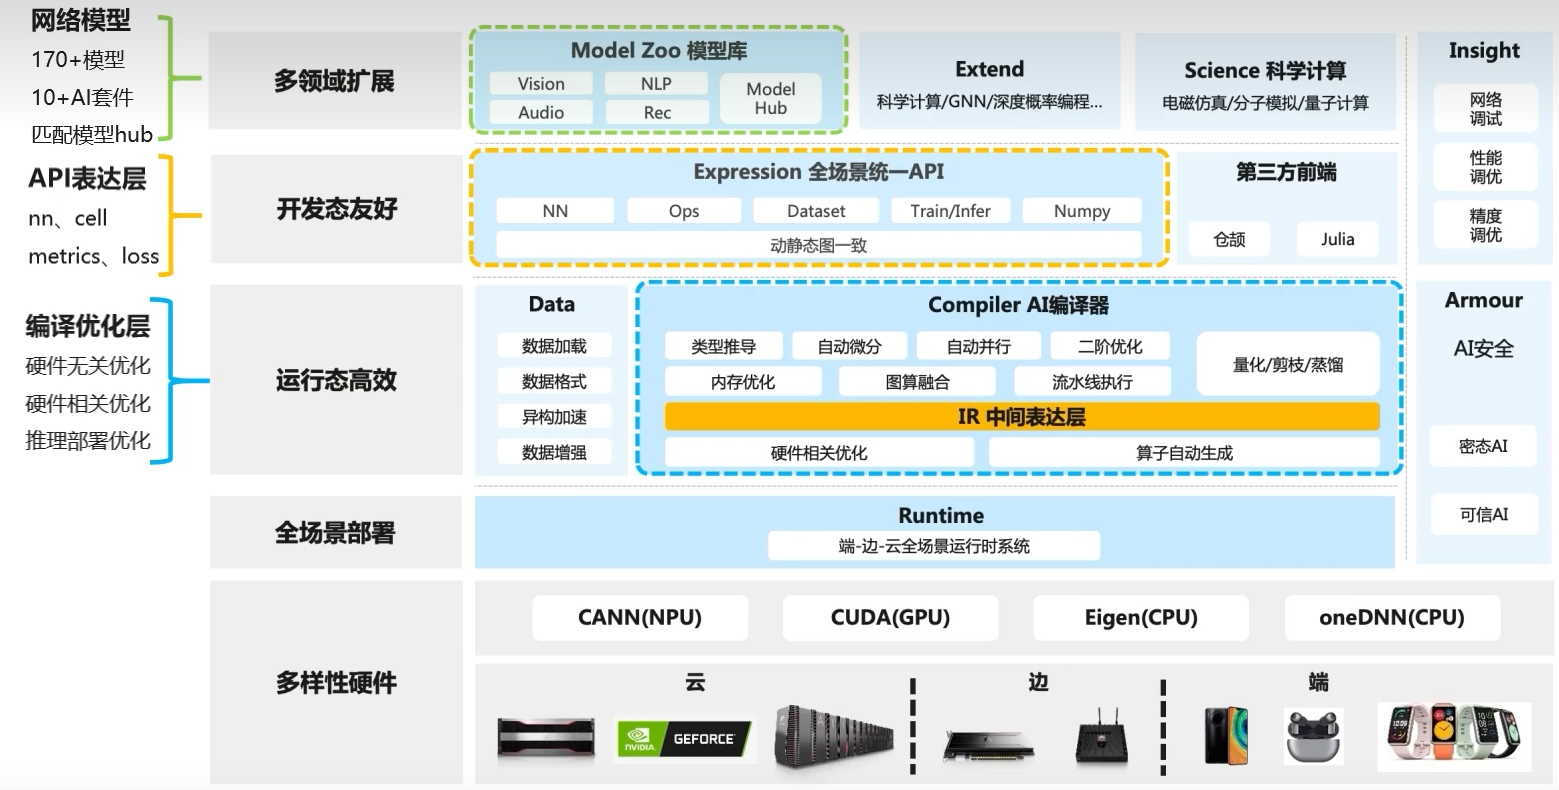 网络模型
170+模型
10+AI套件
匹配模型hub
API表达层
nn、cell
metrics、loss
编译优化层
硬件无关优化
硬件相关优化
推理部署优化
多领域扩展
Model Zoo 模型库
Vision
NLP
Audio
Rec
Model
Hub
Extend
科学计算/GNN/深度概率编程...
Science 科学计算
电磁仿真/分子模拟/量子计算
开发态友好
Expression 全场景统一API
NN
Ops
Dataset
Train/Infer
Numpy
动静态图一致
第三方前端
仓颉
Julia
运行态高效
Data
数据加载
数据格式
异构加速
数据增强
Compiler AI编译器
类型推导
自动微分
自动并行
二阶优化
内存优化
图算融合
流水线执行
量化/剪枝/蒸馏
IR 中间表达层
硬件相关优化
算子自动生成
全场景部署
Runtime
端-边-云全场景运行时系统
Insight
网络
调试
性能
调优
精度
调优
Armour
AI安全
密态AI
可信AI
多样性硬件
CANN(NPU)
CUDA(GPU)
Eigen(CPU)
oneDNN(CPU)
云
边
端
NVIDIA
GEFORCE